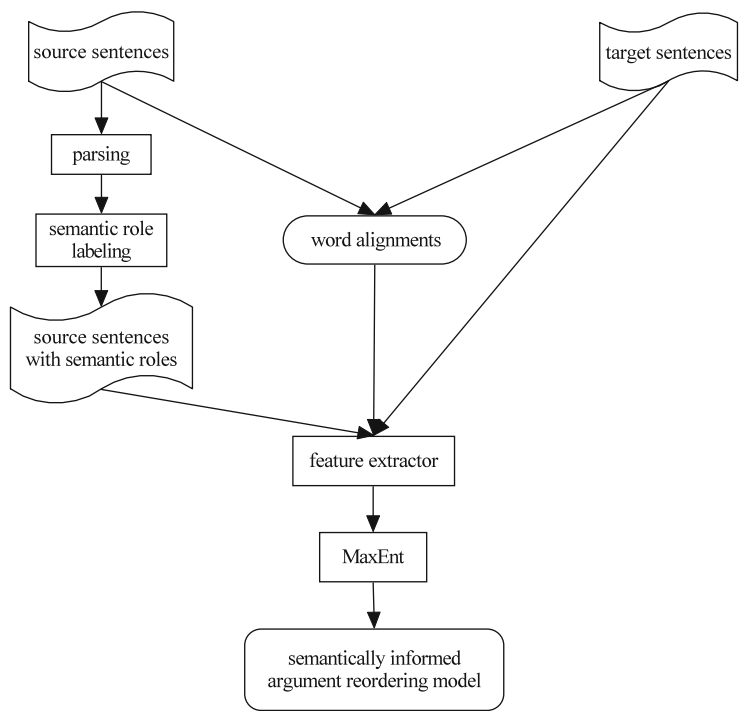 source sentences
target sentences
parsing
semantic role
labeling
word alignments
source sentences
with semantic roles
feature extractor
MaxEnt
semantically informed
argument reordering model